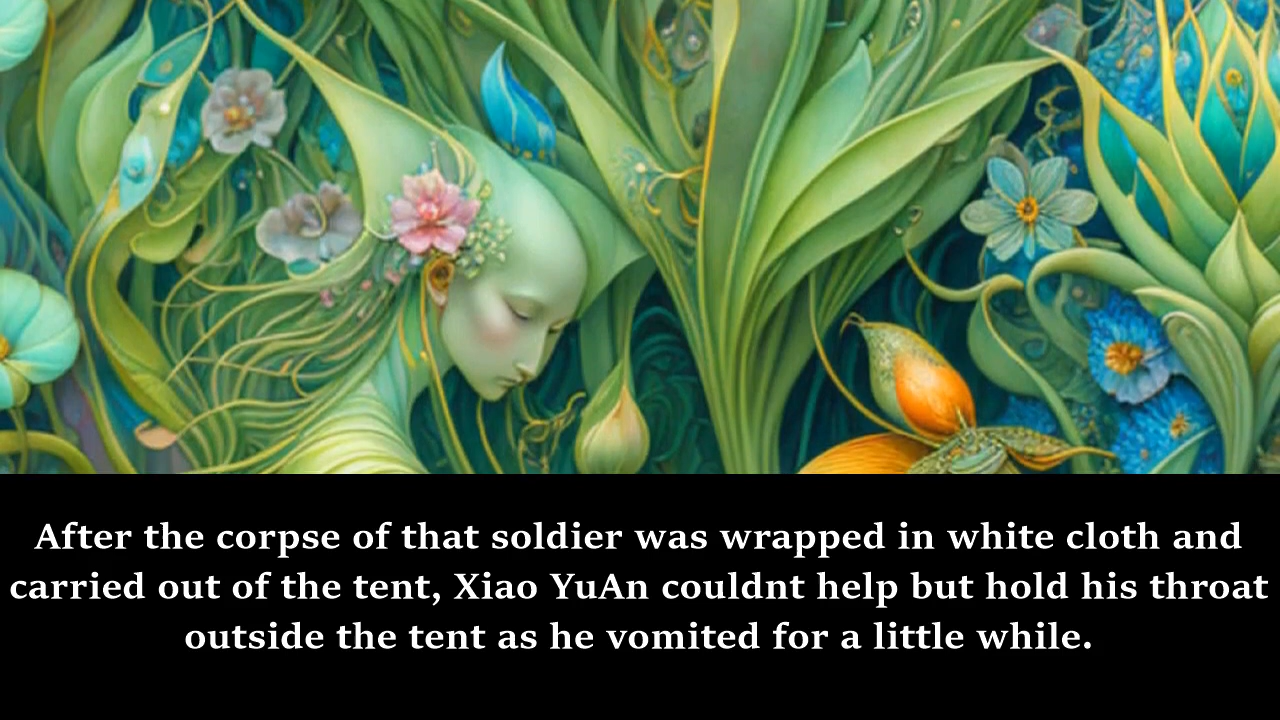 After the corpse of that soldier was wrapped in white cloth and
carried out of the tent, Xiao YuAn couldnt help but hold his throat
outside the tent as he vomited for a little while.